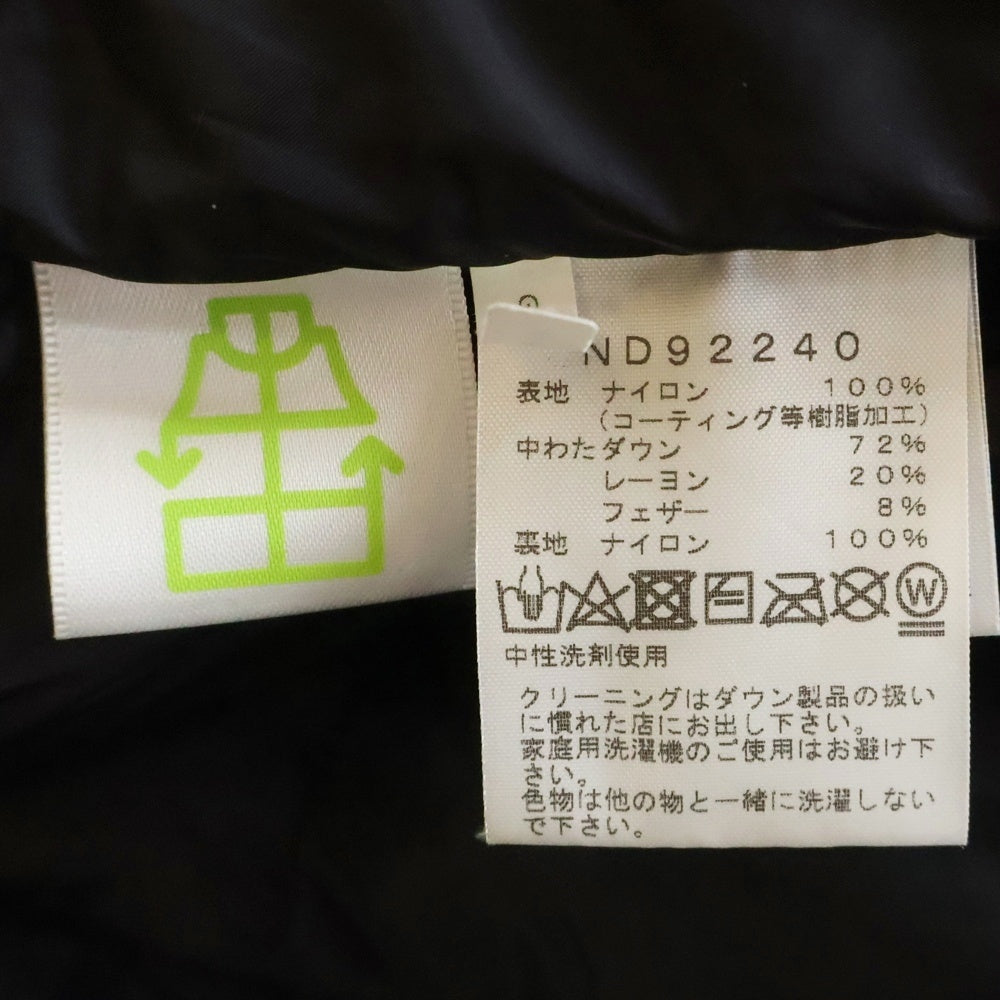 ND92240
表地 ナイロン 100%
(コーティング等樹脂加工)
中わた ダウン 72%
レーヨン 20%
フェザー 8%
裏地 ナイロン 100%
W
中性洗剤使用
クリーニングはダウン製品の扱い
に慣れた店にお出し下さい。
家庭用洗濯機のご使用はお避け下
さい。
色物は他の物と一緒に洗濯しない
で下さい。